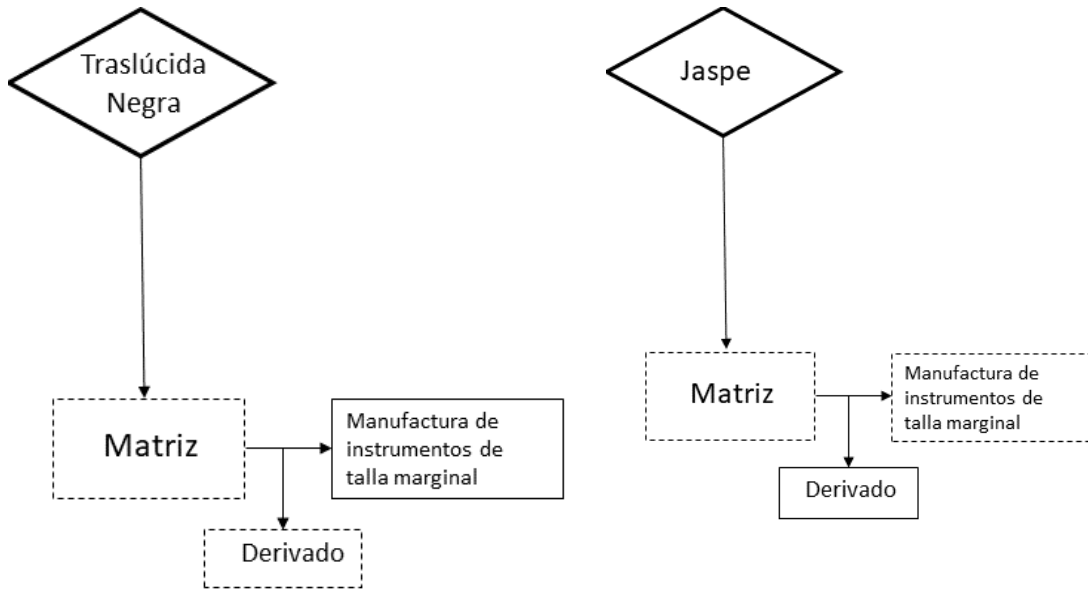 Traslúcida
Negra
Matriz
Manufactura de
instrumentos de
talla marginal
Derivado
Jaspe
Matriz
Manufactura de
instrumentos de
talla marginal
Derivado